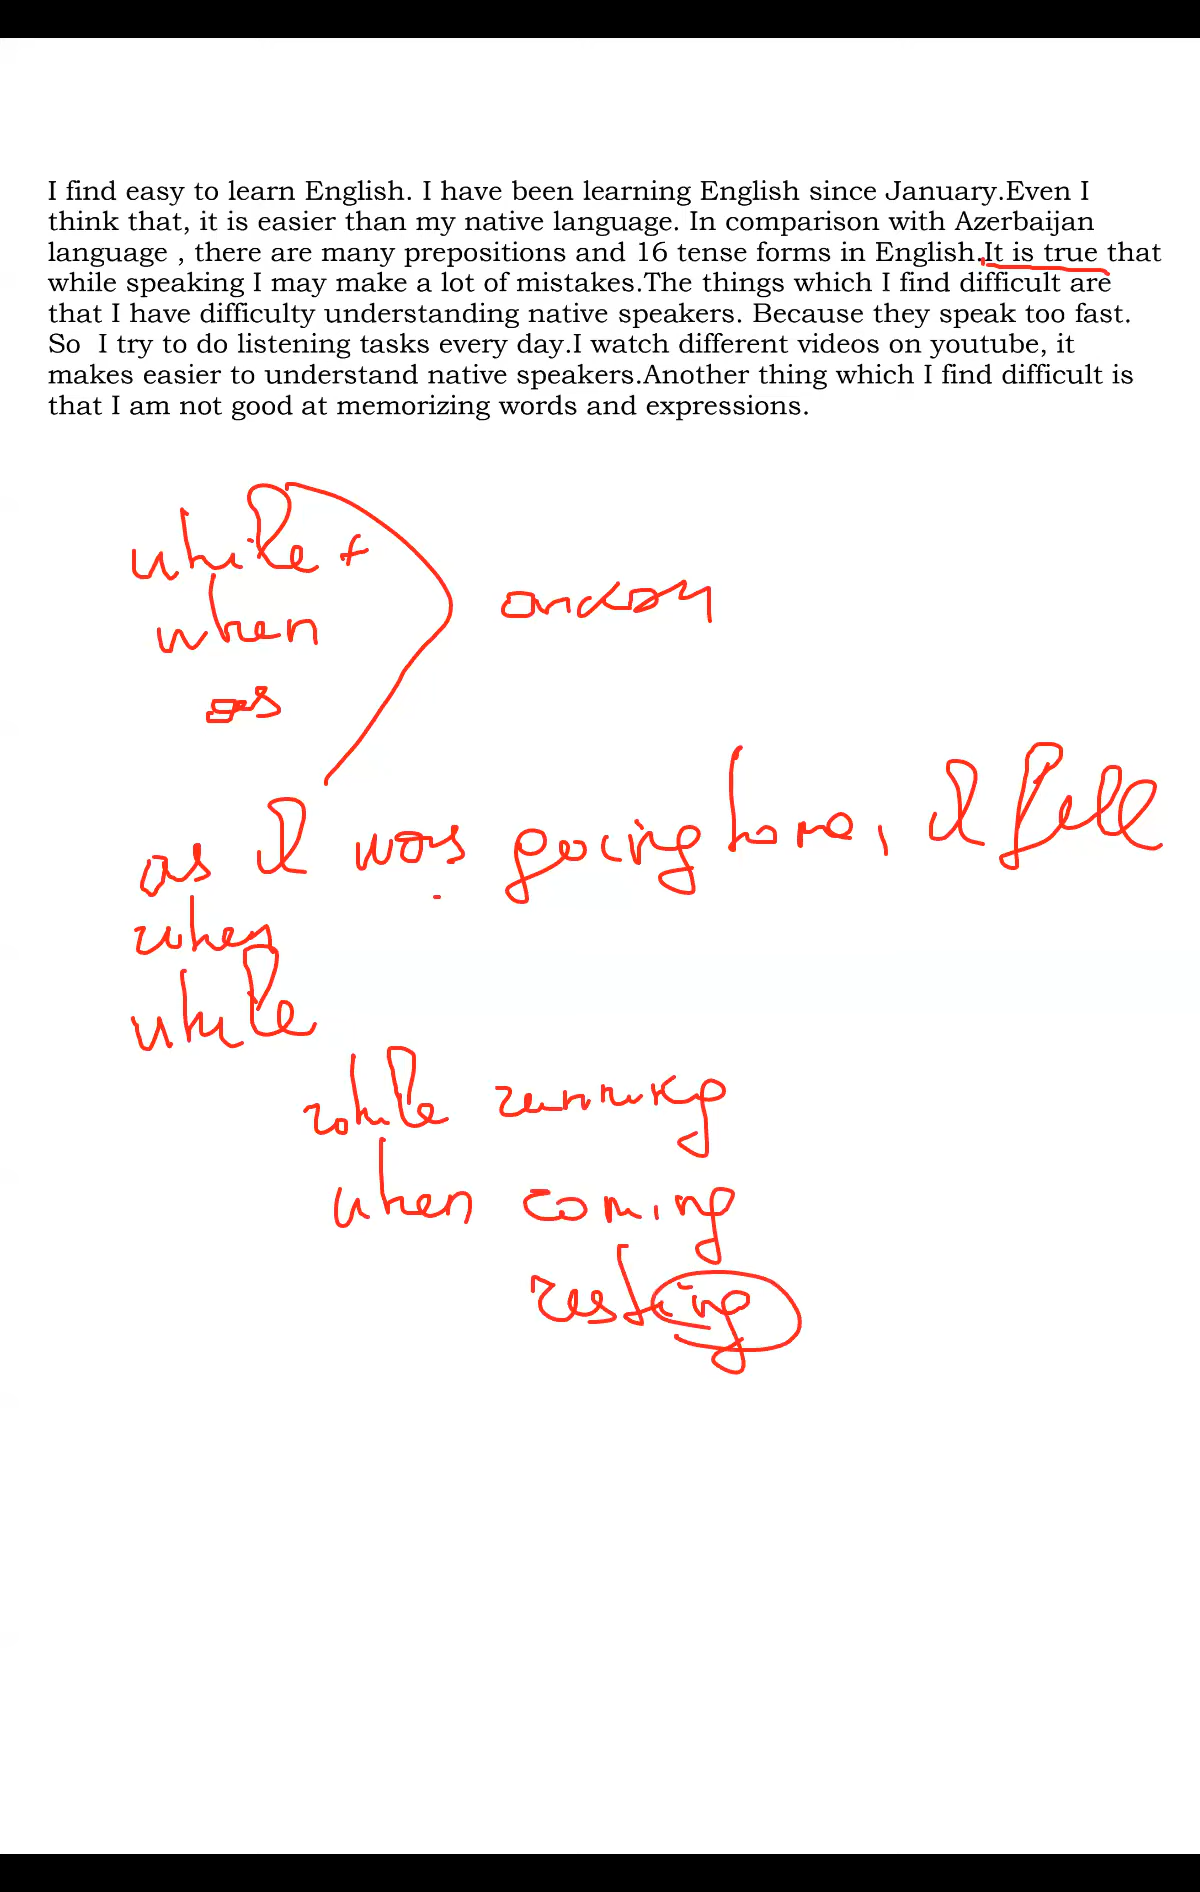 I find easy to learn English. I have been learning English since January.Even I
think that, it is easier than my native language. In comparison with Azerbaijan
language , there are many prepositions and 16 tense forms in English.It is true that
while speaking I may make a lot of mistakes.The things which I find difficult are
that I have difficulty understanding native speakers. Because they speak too fast.
So  I try to do listening tasks every day.I watch different videos on youtube, it
makes easier to understand native speakers.Another thing which I find difficult is
that I am not good at memorizing words and expressions.
while +
when
as
as I was going home, I fell
when
while
while running
when coming
resting